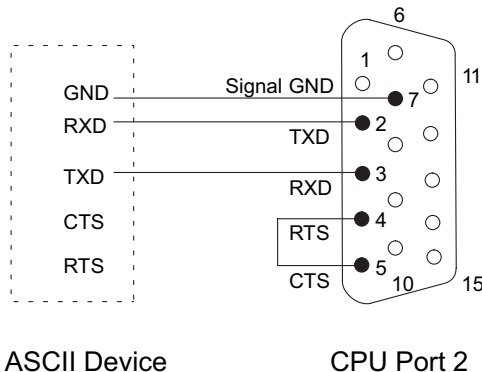 6
1
11
GND
Signal GND
7
RXD
2
TXD
TXD
3
RXD
CTS
4
RTS
RTS
5
CTS
10
15
ASCII Device
CPU Port 2